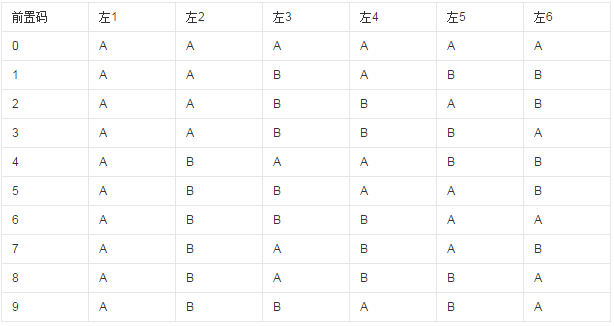 前置码 左1 左2 左3 左4 左5 左6
0 A A A A A A
1 A A B A B B
2 A A B B A B
3 A A B B B A
4 A B A A B B
5 A B B A A B
6 A B B B A A
7 A B A B A B
8 A B A B B A
9 A B B A B A